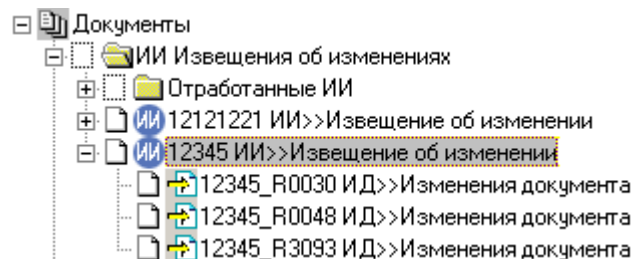 Документы
ИИ Извещения об изменениях
Отработанные ИИ
ИИ 12121221 ИИ>>Извещение об изменении
ИИ 12345 ИИ>>Извещение об изменении
12345_R0030 ИД>>Изменения документа
12345_R0048 ИД>>Изменения документа
12345_R3093 ИД>>Изменения документа